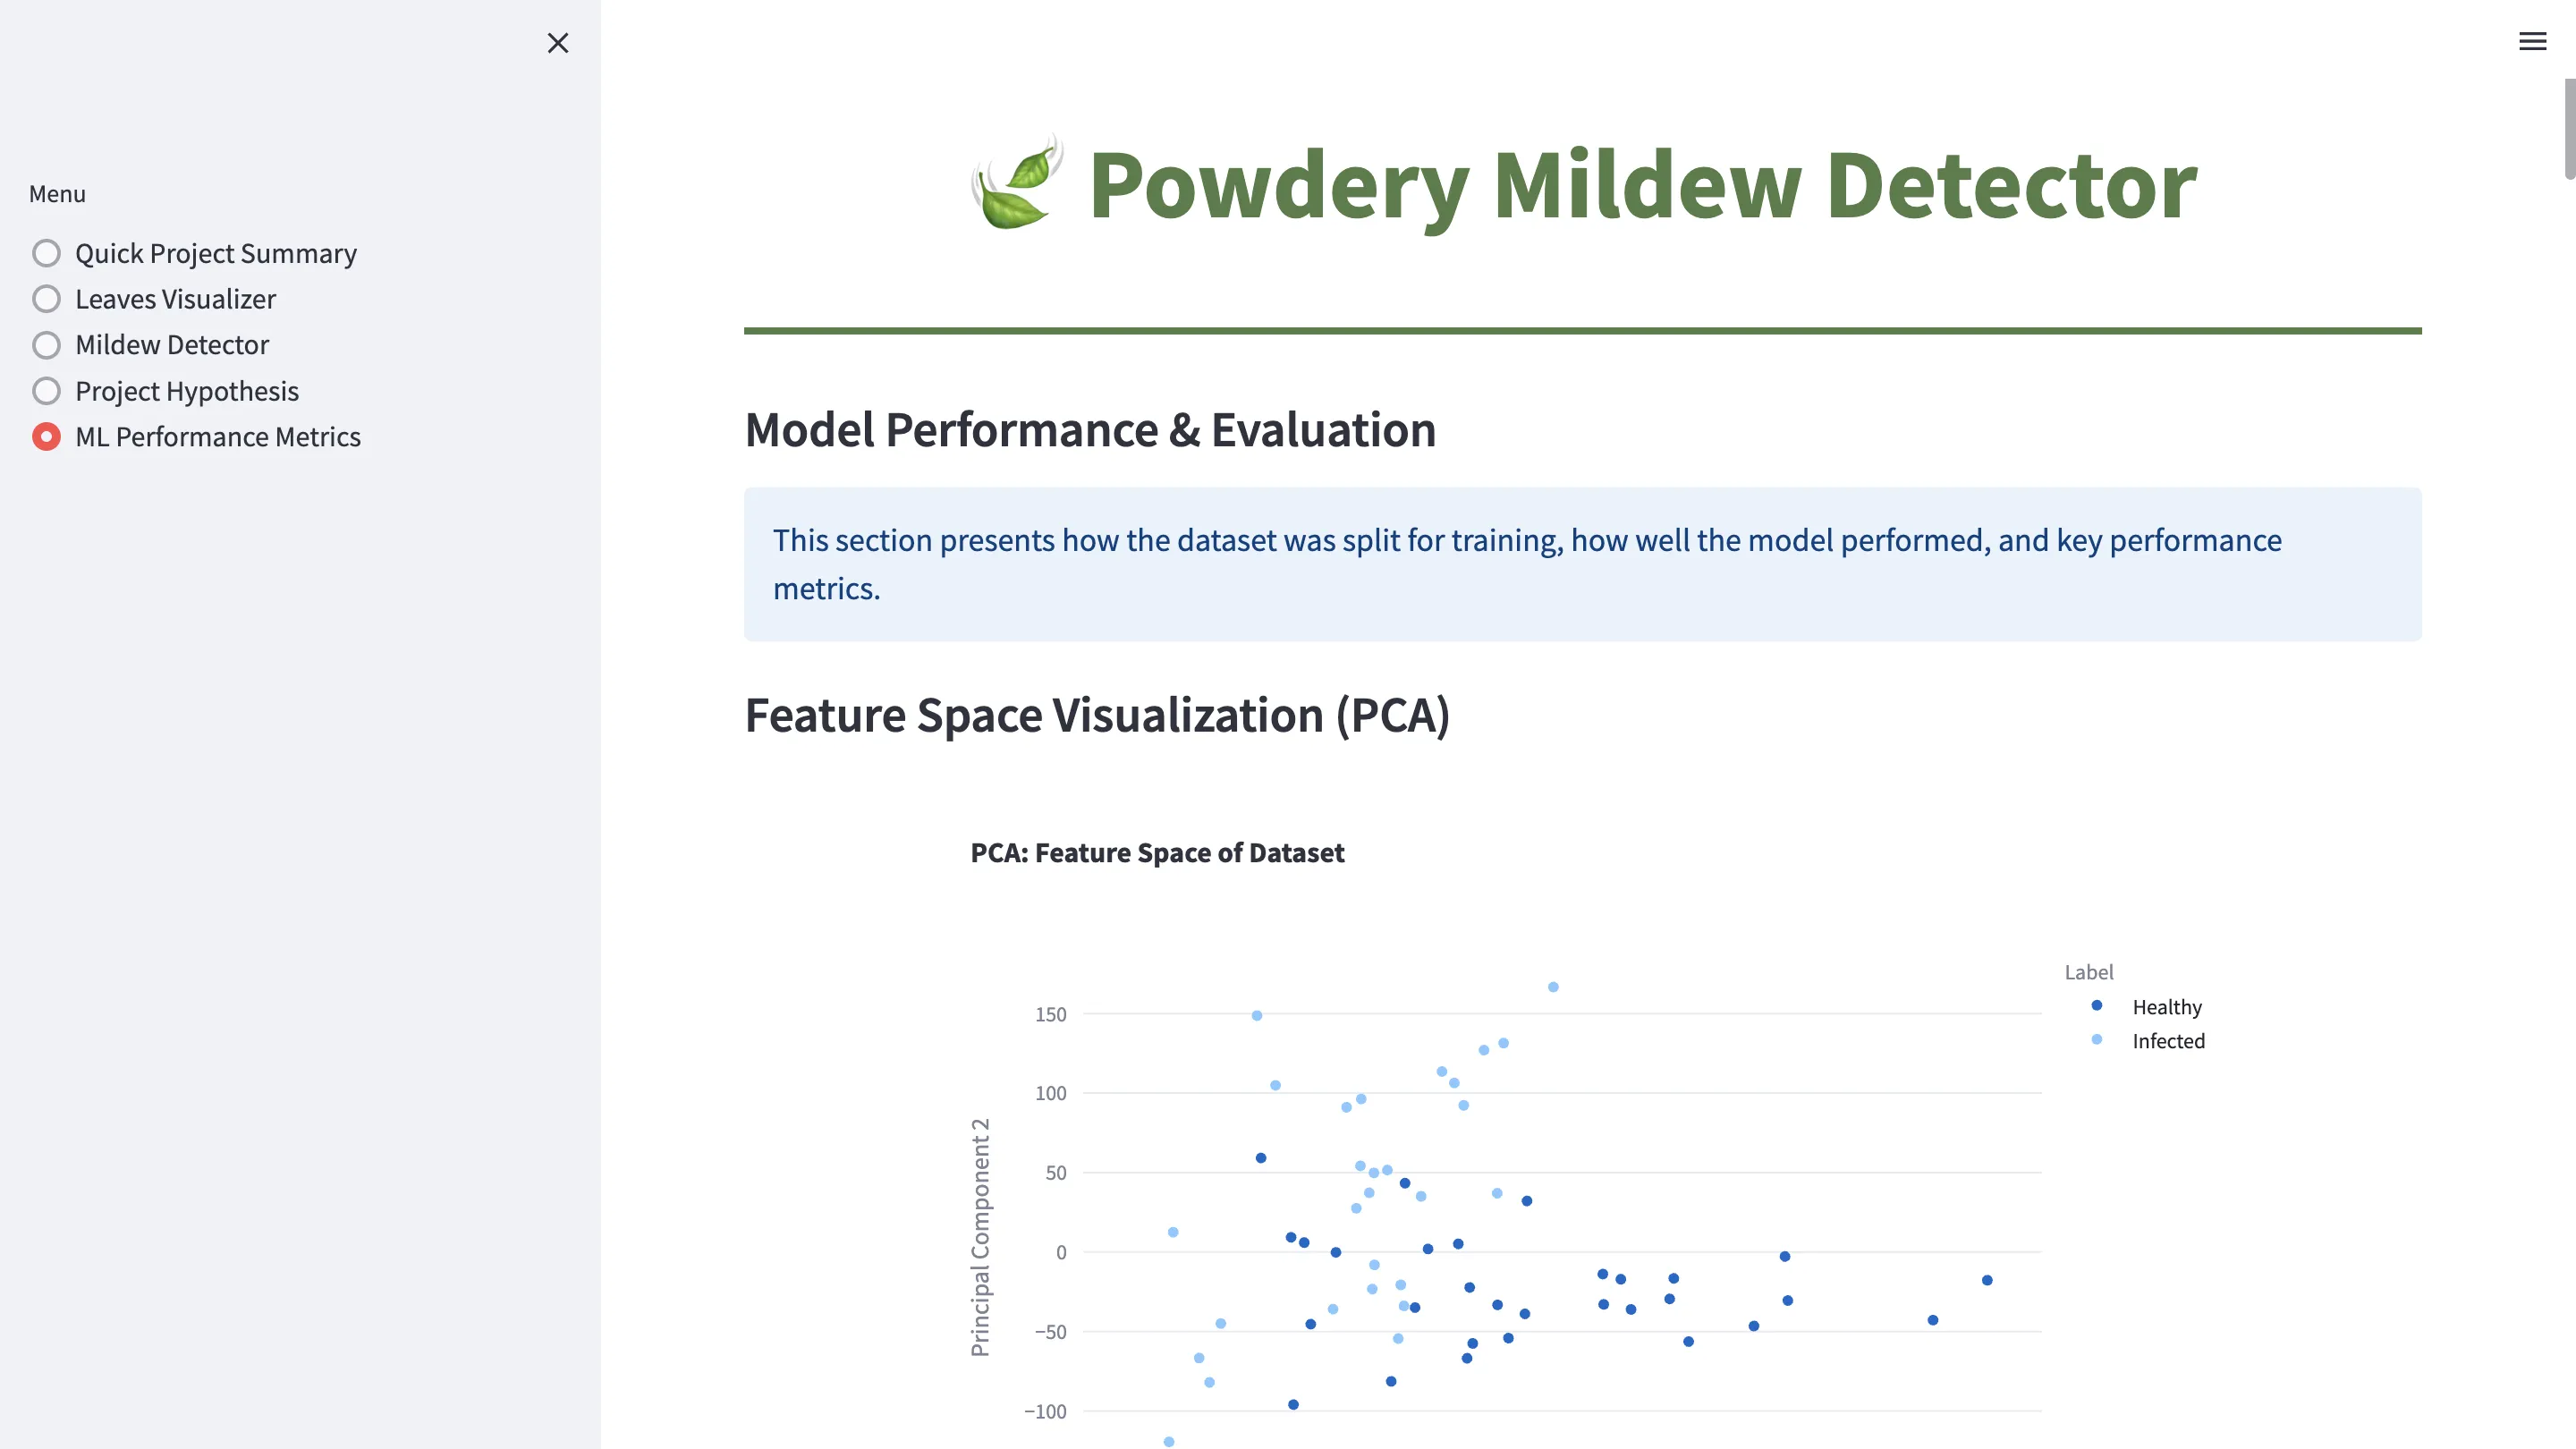 Menu
Quick Project Summary
Leaves Visualizer
Mildew Detector
Project Hypothesis
ML Performance Metrics
Powdery Mildew Detector
Model Performance & Evaluation
This section presents how the dataset was split for training, how well the model performed, and key performance
metrics.
Feature Space Visualization (PCA)
PCA: Feature Space of Dataset
Label
Healthy
Infected
150
100
50
0
−50
−100
Principal Component 2